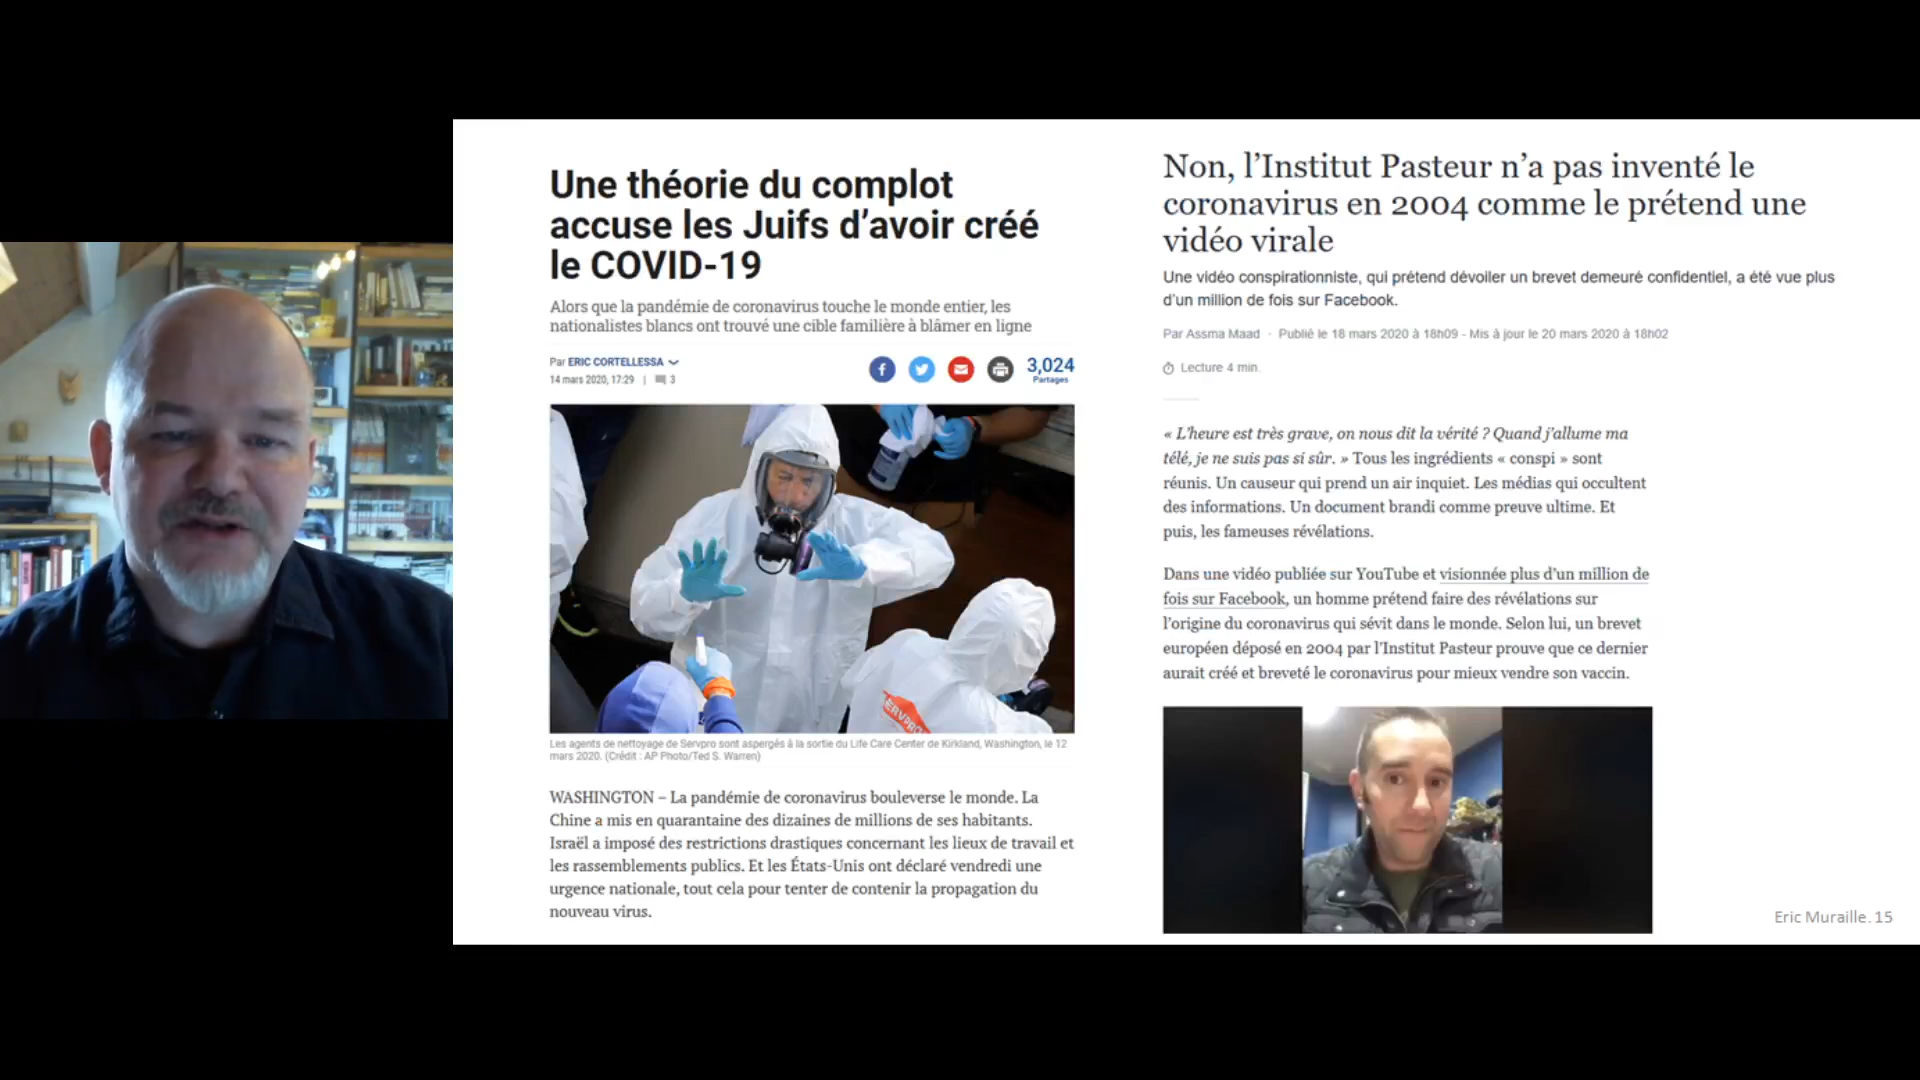 Une théorie du complot
accuse les Juifs d’avoir créé
le COVID-19
Alors que la pandémie de coronavirus touche le monde entier, les
nationalistes blancs ont trouvé une cible familière à blâmer en ligne
Par ERIC CORTELLESSA
14 mars 2020, 17:29 | 3
3,024
Partages
SERVPRO
Les agents de nettoyage de Servpro sont aspergés à la sortie du Life Care Center de Kirkland, Washington, le 12
mars 2020. (Crédit : AP Photo/Ted S. Warren)
WASHINGTON – La pandémie de coronavirus bouleverse le monde. La
Chine a mis en quarantaine des dizaines de millions de ses habitants.
Israël a imposé des restrictions drastiques concernant les lieux de travail et
les rassemblements publics. Et les États-Unis ont déclaré vendredi une
urgence nationale, tout cela pour tenter de contenir la propagation du
nouveau virus.
Non, l’Institut Pasteur n’a pas inventé le
coronavirus en 2004 comme le prétend une
vidéo virale
Une vidéo conspirationniste, qui prétend dévoiler un brevet demeuré confidentiel, a été vue plus
d’un million de fois sur Facebook.
Par Assma Maad · Publié le 18 mars 2020 à 18h09 - Mis à jour le 20 mars 2020 à 18h02
Lecture 4 min.
« L’heure est très grave, on nous dit la vérité ? Quand j’allume ma
télé, je ne suis pas si sûr. » Tous les ingrédients « conspi » sont
réunis. Un causeur qui prend un air inquiet. Les médias qui occultent
des informations. Un document brandi comme preuve ultime. Et
puis, les fameuses révélations.
Dans une vidéo publiée sur YouTube et visionnée plus d’un million de
fois sur Facebook, un homme prétend faire des révélations sur
l’origine du coronavirus qui sévit dans le monde. Selon lui, un brevet
européen déposé en 2004 par l’Institut Pasteur prouve que ce dernier
aurait créé et breveté le coronavirus pour mieux vendre son vaccin.
Eric Muraille. 15